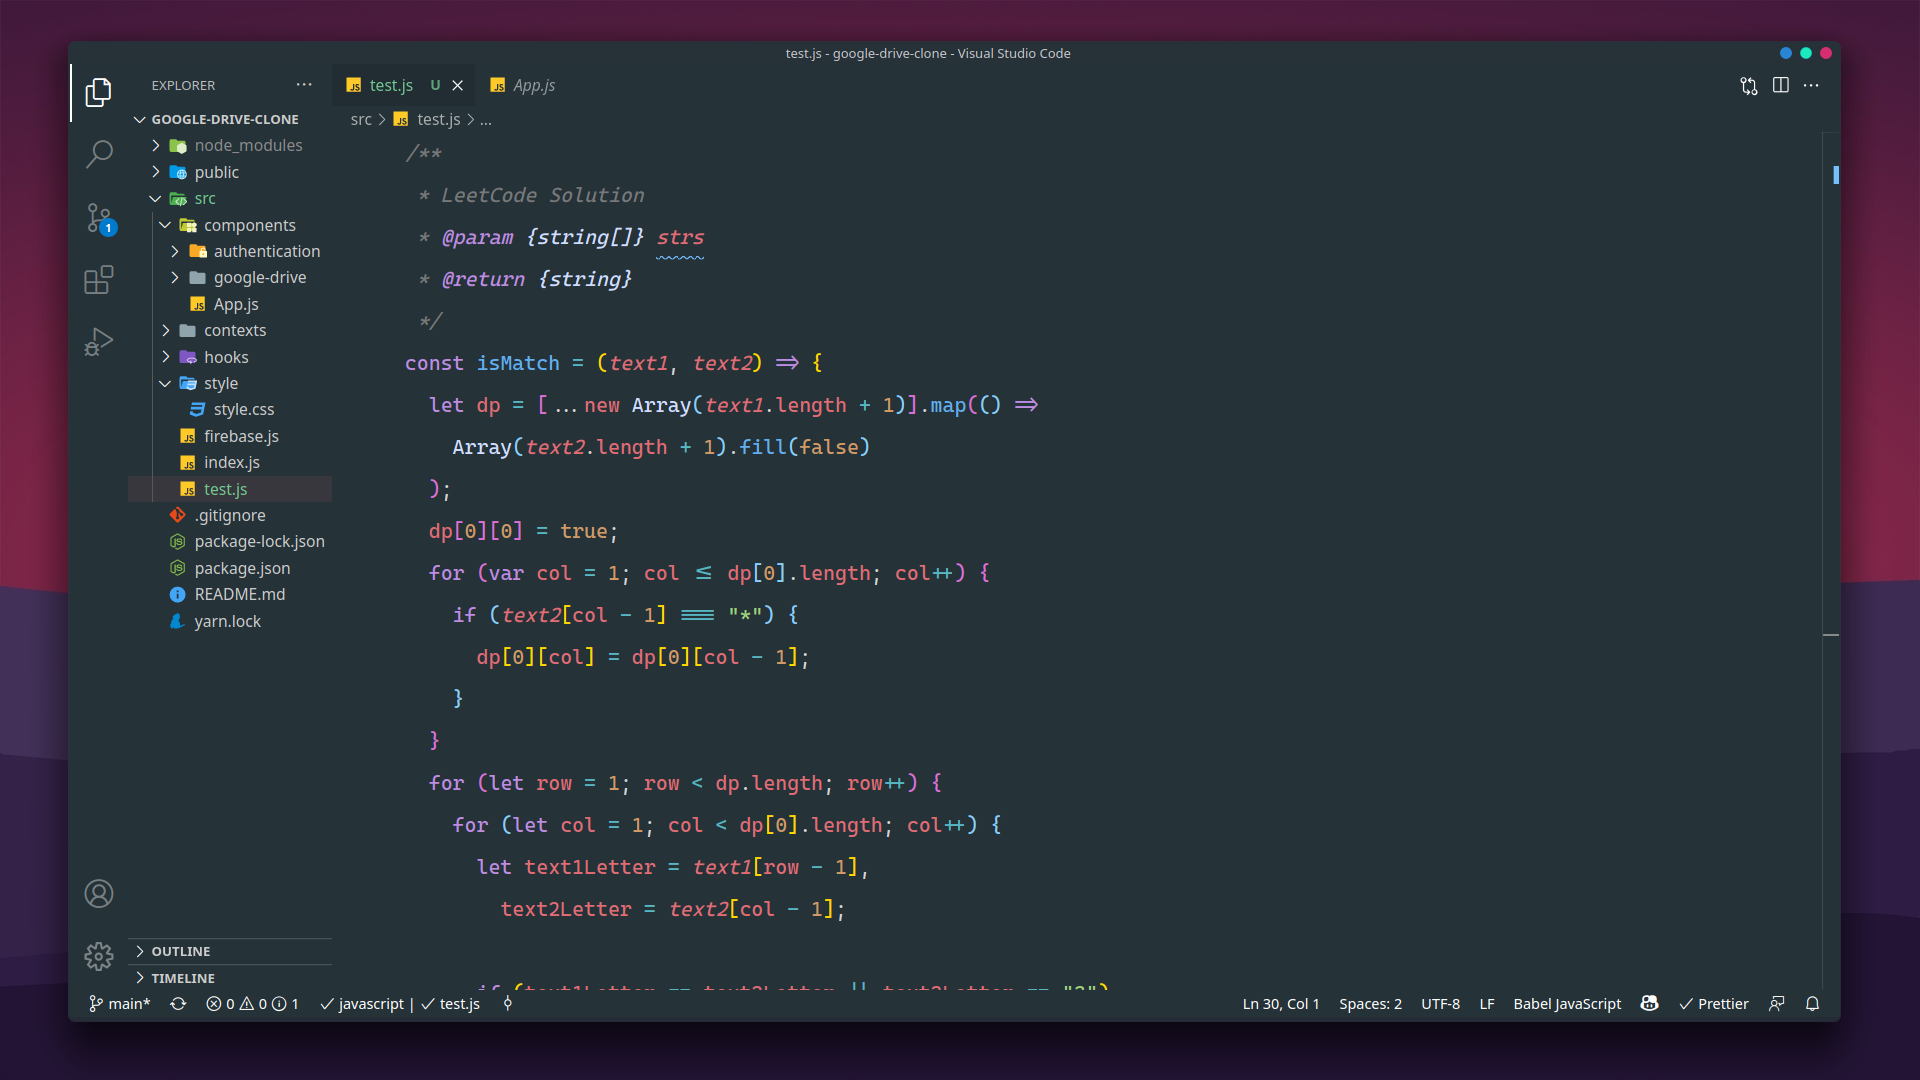 test.js - google-drive-clone - Visual Studio Code
EXPLORER
GOOGLE-DRIVE-CLONE
node_modules
public
src
components
authentication
google-drive
App.js
contexts
hooks
style
style.css
firebase.js
index.js
test.js
.gitignore
package-lock.json
package.json
README.md
yarn.lock
OUTLINE
TIMELINE
test.js U App.js
src > test.js > ...
/**
* LeetCode Solution
* @param {string[]} strs
* @return {string}
*/
const isMatch = (text1, text2) => {
let dp = [...new Array(text1.length + 1)].map(() =>
Array(text2.length + 1).fill(false)
);
dp[0][0] = true;
for (var col = 1; col <= dp[0].length; col++) {
if (text2[col - 1] === "*") {
dp[0][col] = dp[0][col - 1];
}
}
for (let row = 1; row < dp.length; row++) {
for (let col = 1; col < dp[0].length; col++) {
let text1Letter = text1[row - 1],
text2Letter = text2[col - 1];
if (text1Letter == text2Letter || text2Letter == "?")
1
main* 0 0 1 javascript | test.js Ln 30, Col 1 Spaces: 2 UTF-8 LF Babel JavaScript Prettier